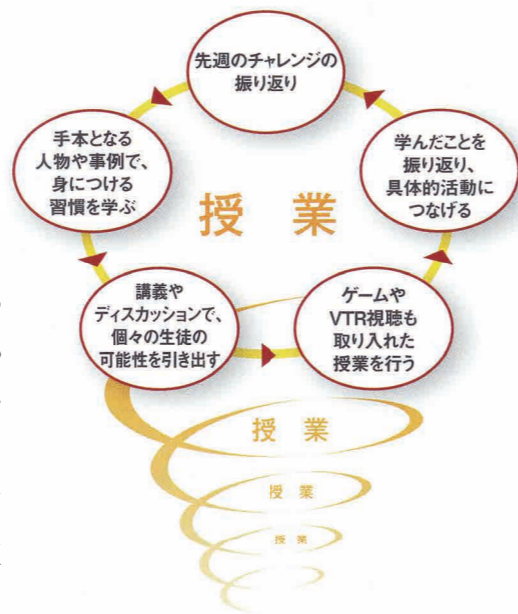 先週のチャレンジの
振り返り
手本となる
人物や事例で、
身につける
習慣を学ぶ
学んだことを
振り返り、
具体的活動に
つなげる
授業
講義や
ディスカッションで、
個々の生徒の
可能性を引き出す
ゲームや
VTR視聴も
取り入れた
授業を行う
授業
授業
授業